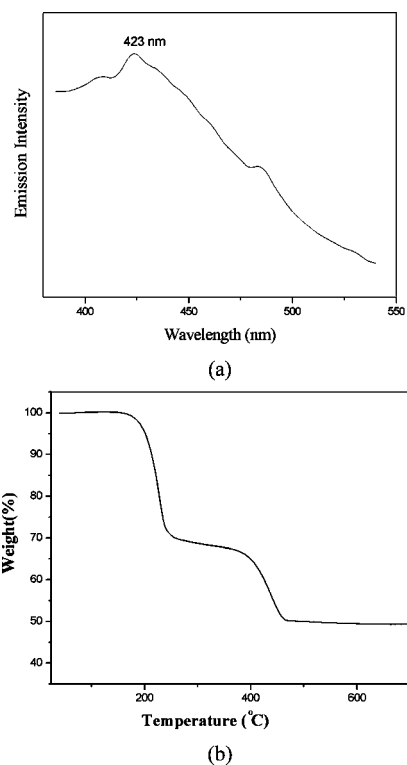 423 nm
Emission Intensity
400 450 500 550
Wavelength (nm)
(a)
100
90
80
70
60
50
40
Weight(%)
200 400 600
Temperature (°C)
(b)